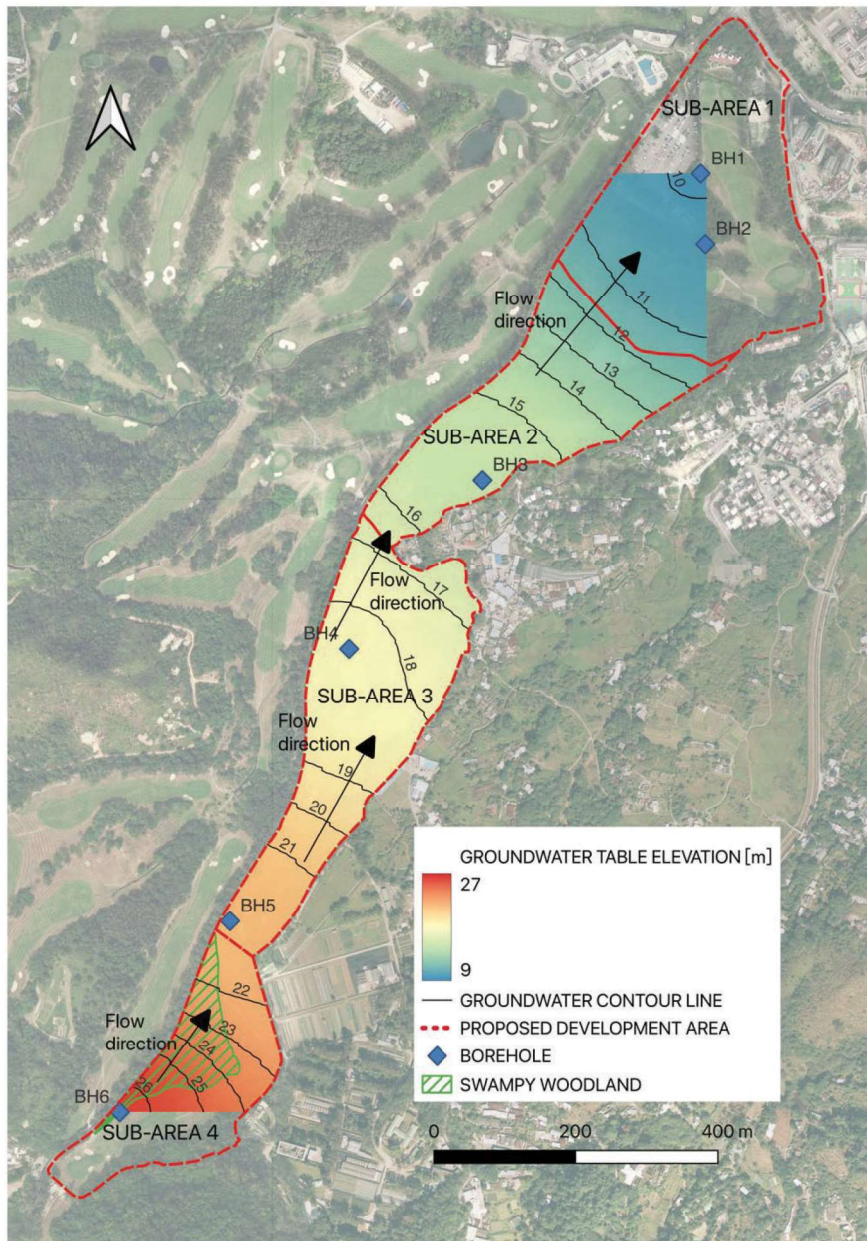 SUB-AREA 1
BH1
10
BH2
Flow
direction
11
12
13
14
15
SUB-AREA 2
BH3
16
Flow
direction
17
BH4
18
SUB-AREA 3
Flow
direction
19
20
21
BH5
22
Flow
direction
23
24
25
26
BH6
SUB-AREA 4
GROUNDWATER TABLE ELEVATION [m]
27
9
GROUNDWATER CONTOUR LINE
PROPOSED DEVELOPMENT AREA
BOREHOLE
SWAMPY WOODLAND
0 200 400 m